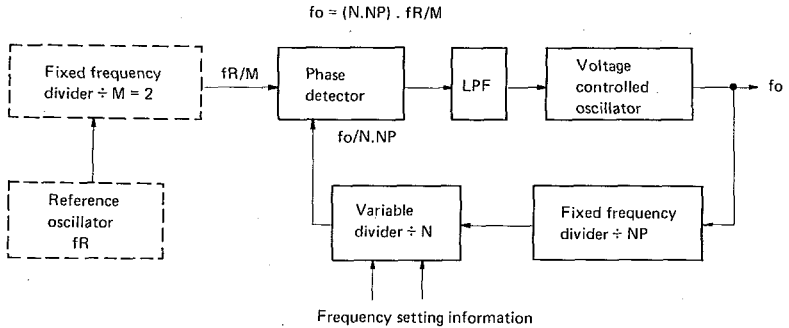 fo = (N.NP) . fR/M
Fixed frequency
divider ÷ M = 2
fR/M
Phase
detector
LPF
Voltage
controlled
oscillator
fo
fo/N.NP
Reference
oscillator
fR
Variable
divider ÷ N
Fixed frequency
divider ÷ NP
Frequency setting information